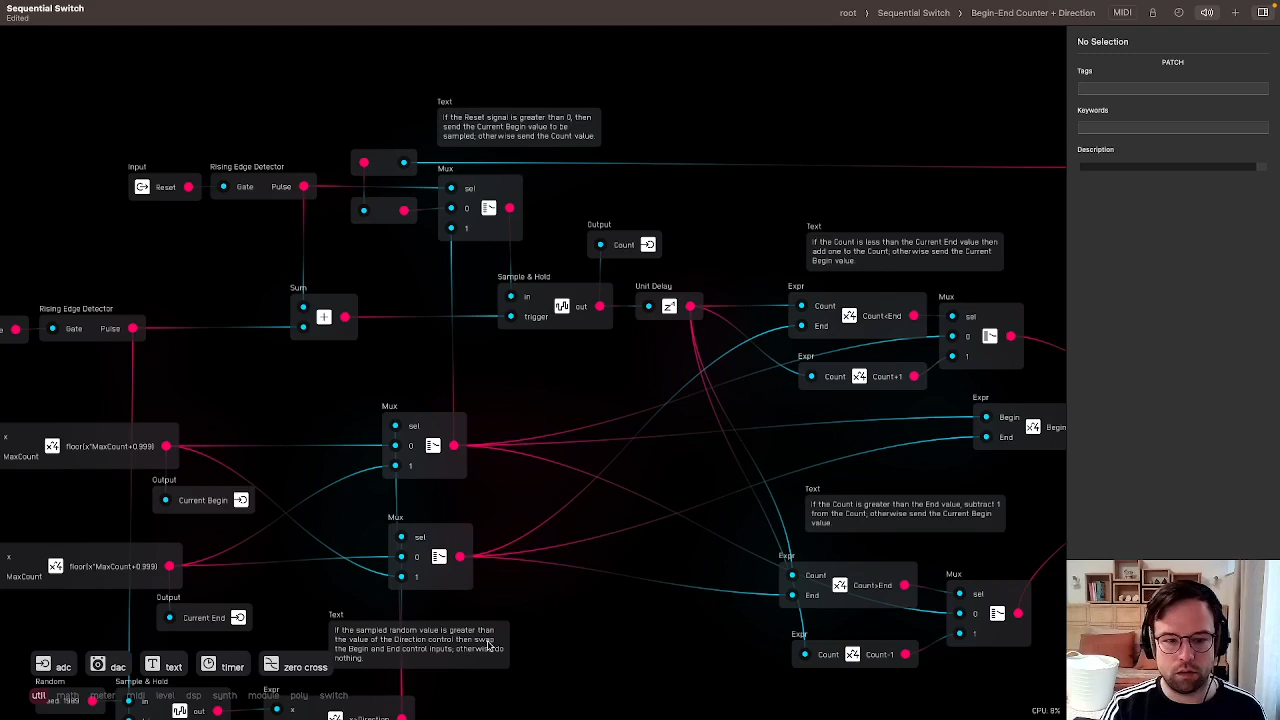 Sequential Switch
Edited
root
Sequential Switch
Begin-End Counter + Direction
MIDI
No Selection
PATCH
Tags
Keywords
Description
Text
If the Reset signal is greater than 0, then
send the Current Begin value to be
sampled; otherwise send the Count value.
Input
Reset
Rising Edge Detector
Gate
Pulse
Mux
sel
0
1
Output
Count
Text
If the Count is less than the Current End value then
add one to the Count; otherwise send the Current
Begin value.
Sum
Sample & Hold
in
out
trigger
Unit Delay
Expr
Count
Count<End
End
Mux
sel
0
1
Rising Edge Detector
Gate
Pulse
Expr
Count
Count+1
Mux
sel
0
1
Expr
Begin
Begin
End
x
floor(x*MaxCount+0.999)
MaxCount
Output
Current Begin
Text
If the Count is greater than the End value, subtract 1
from the Count; otherwise send the Current Begin
value.
Mux
sel
0
1
x
floor(x*MaxCount+0.999)
MaxCount
Expr
Count
Count>End
End
Mux
sel
0
1
Output
Current End
Text
If the sampled random value is greater than
the value of the Direction control then swap
the Begin and End control inputs; otherwise do
nothing.
Expr
Count
Count-1
adc
dac
text
timer
zero cross
Random
Sample & Hold
Expr
util
math
meter
midi
level
dsp
synth
module
poly
switch
in
out
x
x>Direction
CPU: 8%